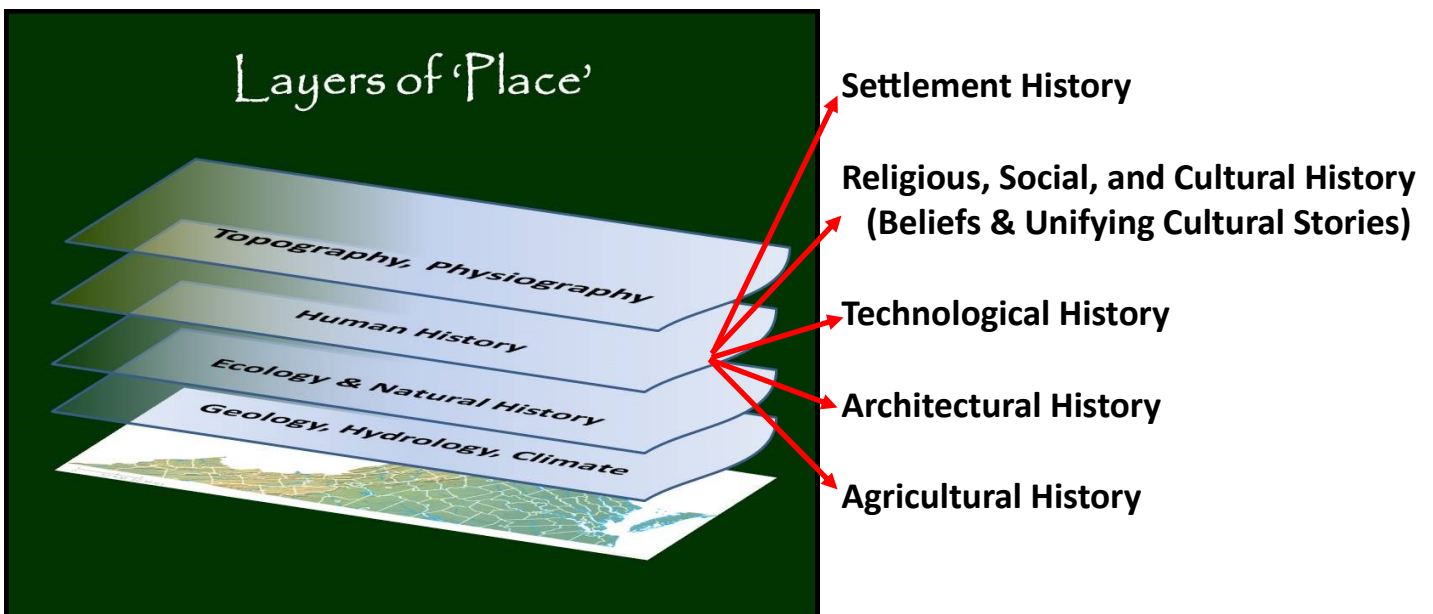 Layers of ‘Place’
Topography, Physiography
Human History
Ecology & Natural History
Geology, Hydrology, Climate
Settlement History
Religious, Social, and Cultural History
(Beliefs & Unifying Cultural Stories)
Technological History
Architectural History
Agricultural History